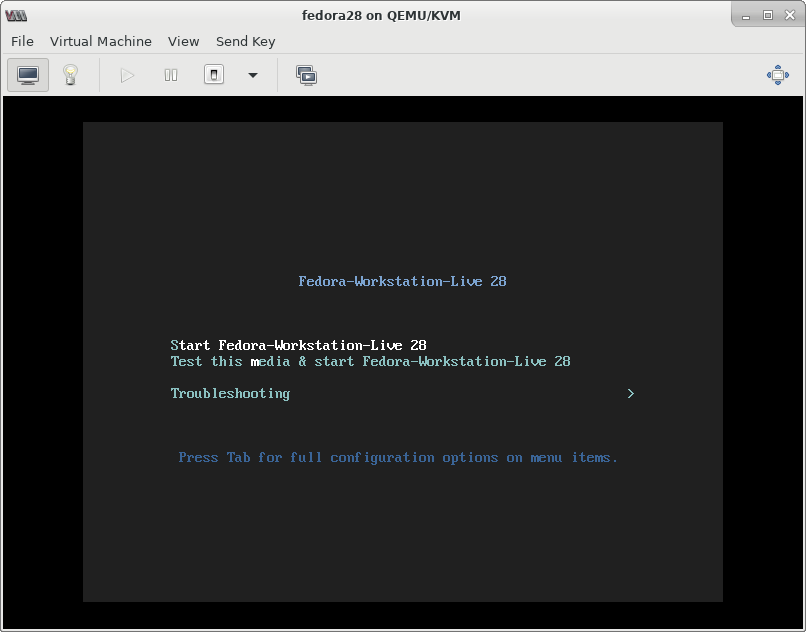 fedora28 on QEMU/KVM
File Virtual Machine View Send Key
Fedora-Workstation-Live 28
Start Fedora-Workstation-Live 28
Test this media & start Fedora-Workstation-Live 28
Troubleshooting >
Press Tab for full configuration options on menu items.